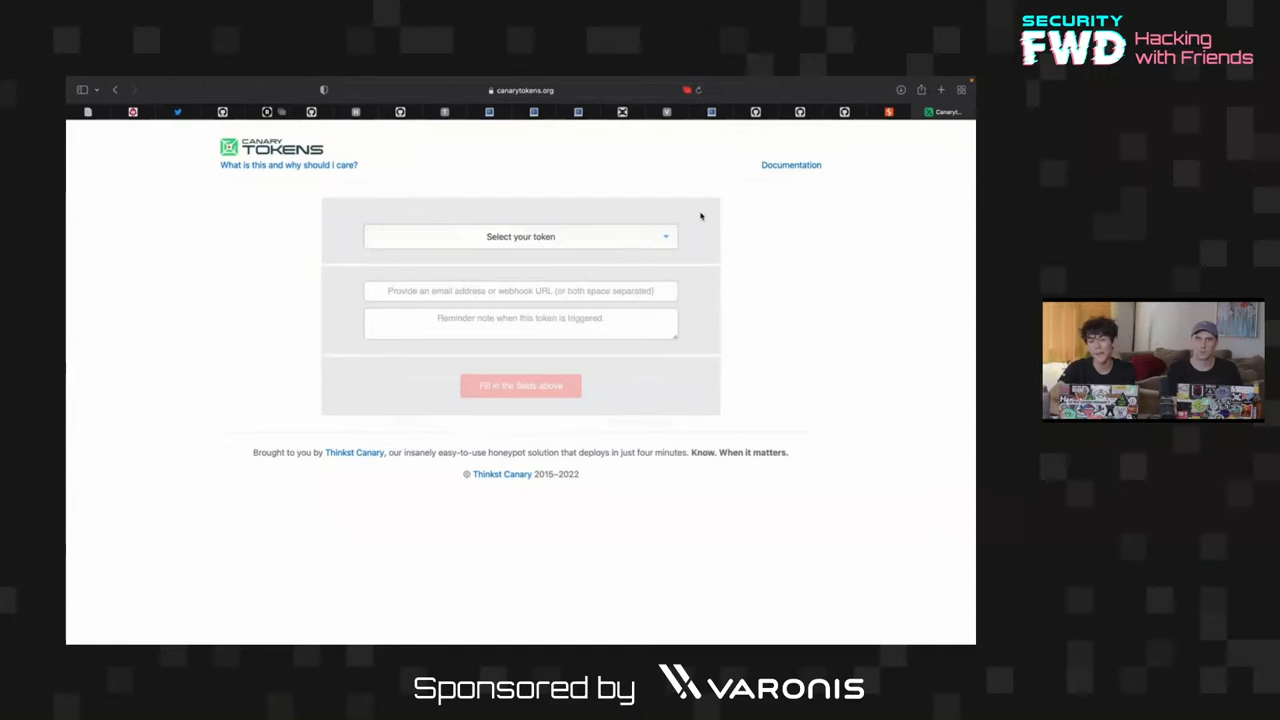 SECURITY
FWD
Hacking
with Friends
canarytokens.org
Canaryt...
CANARY
TOKENS
What is this and why should I care?
Documentation
Select your token
Provide an email address or webhook URL (or both space separated)
Reminder note when this token is triggered.
Fill in the fields above
Brought to you by Thinkst Canary, our insanely easy-to-use honeypot solution that deploys in just four minutes. Know. When it matters.
© Thinkst Canary 2015–2022
Sponsored by VARONIS